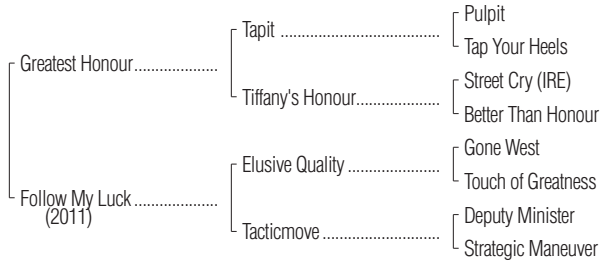 Pulpit
Tapit ........................................
Tap Your Heels
Greatest Honour.....................
Street Cry (IRE)
Tiffany's Honour.....................
Better Than Honour
Gone West
Elusive Quality ......................
Touch of Greatness
Follow My Luck .....................
(2011)
Deputy Minister
Tacticmove .............................
Strategic Maneuver